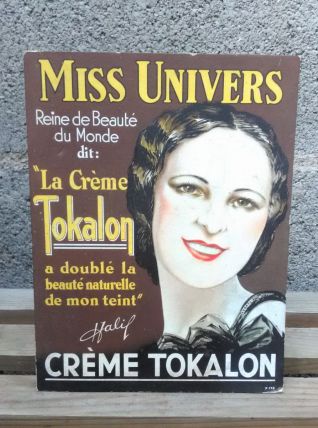 MISS UNIVERS
Reine de Beauté
du Monde
dit:
"La Crème
Tokalon
a doublé la
beauté naturelle
de mon teint"
Halif
CRÈME TOKALON